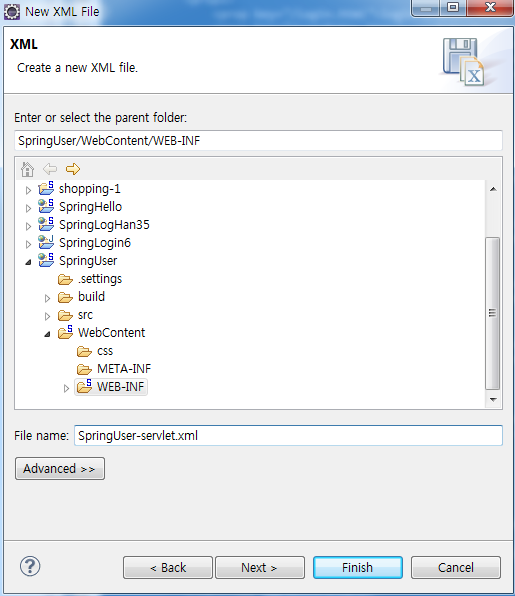 New XML File
XML
Create a new XML file.
Enter or select the parent folder:
SpringUser/WebContent/WEB-INF
shopping-1
SpringHello
SpringLogHan35
SpringLogin6
SpringUser
.settings
build
src
WebContent
css
META-INF
WEB-INF
File name: SpringUser-servlet.xml
Advanced >>
? < Back Next > Finish Cancel